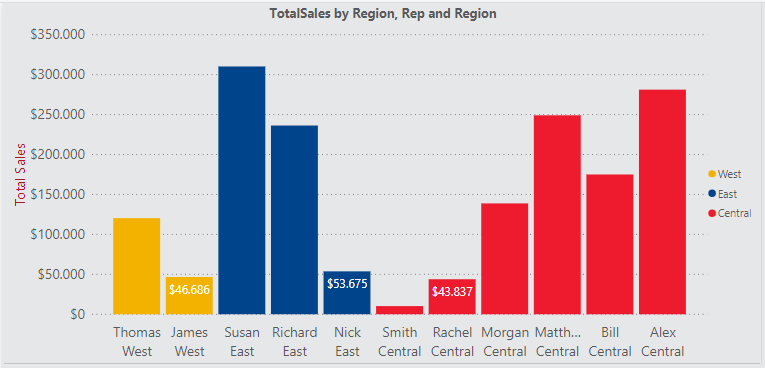 TotalSales by Region, Rep and Region
$350.000
$300.000
$250.000
$200.000
$150.000
$100.000
$50.000
$0
Total Sales
$46.686
$53.675
$43.837
Thomas James Susan Richard Nick Smith Rachel Morgan Matth... Bill Alex
West West East East East Central Central Central Central Central Central
West
East
Central